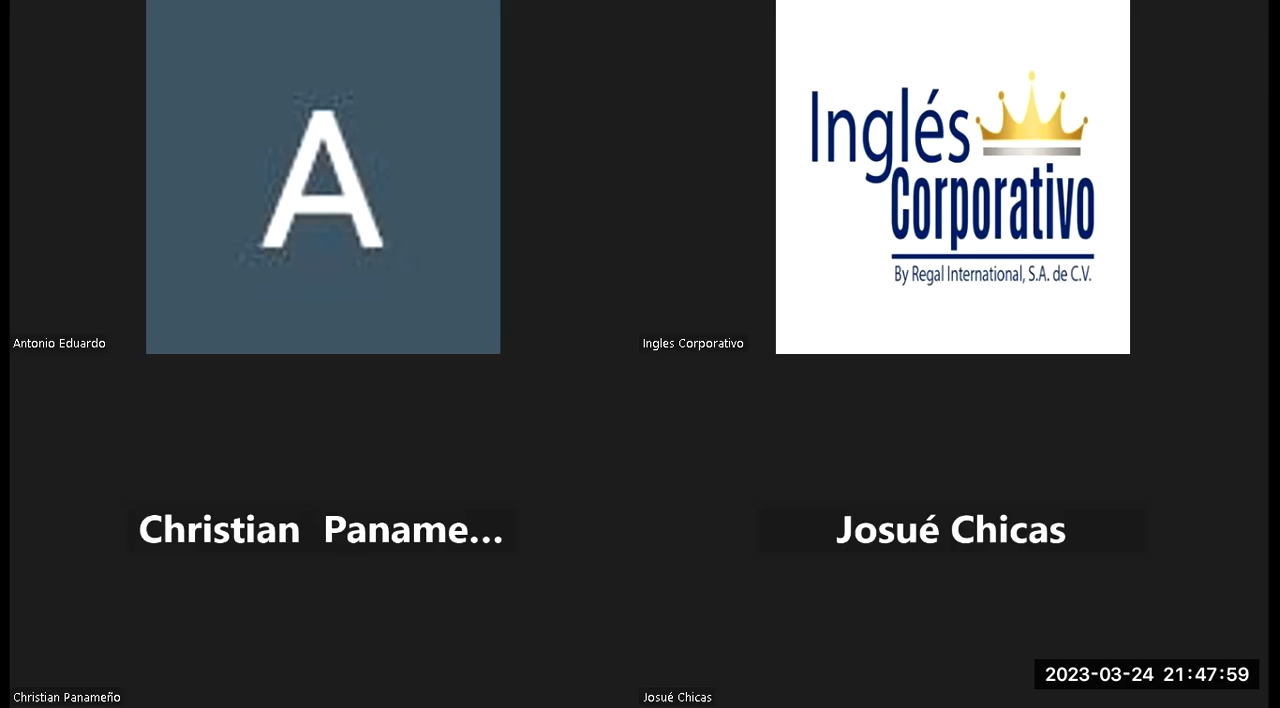 A
Antonio Eduardo
Inglés
Corporativo
By Regal International, S.A. de C.V.
Ingles Corporativo
Christian Paname...
Christian Panameño
Josué Chicas
Josué Chicas
2023-03-24 21:47:59